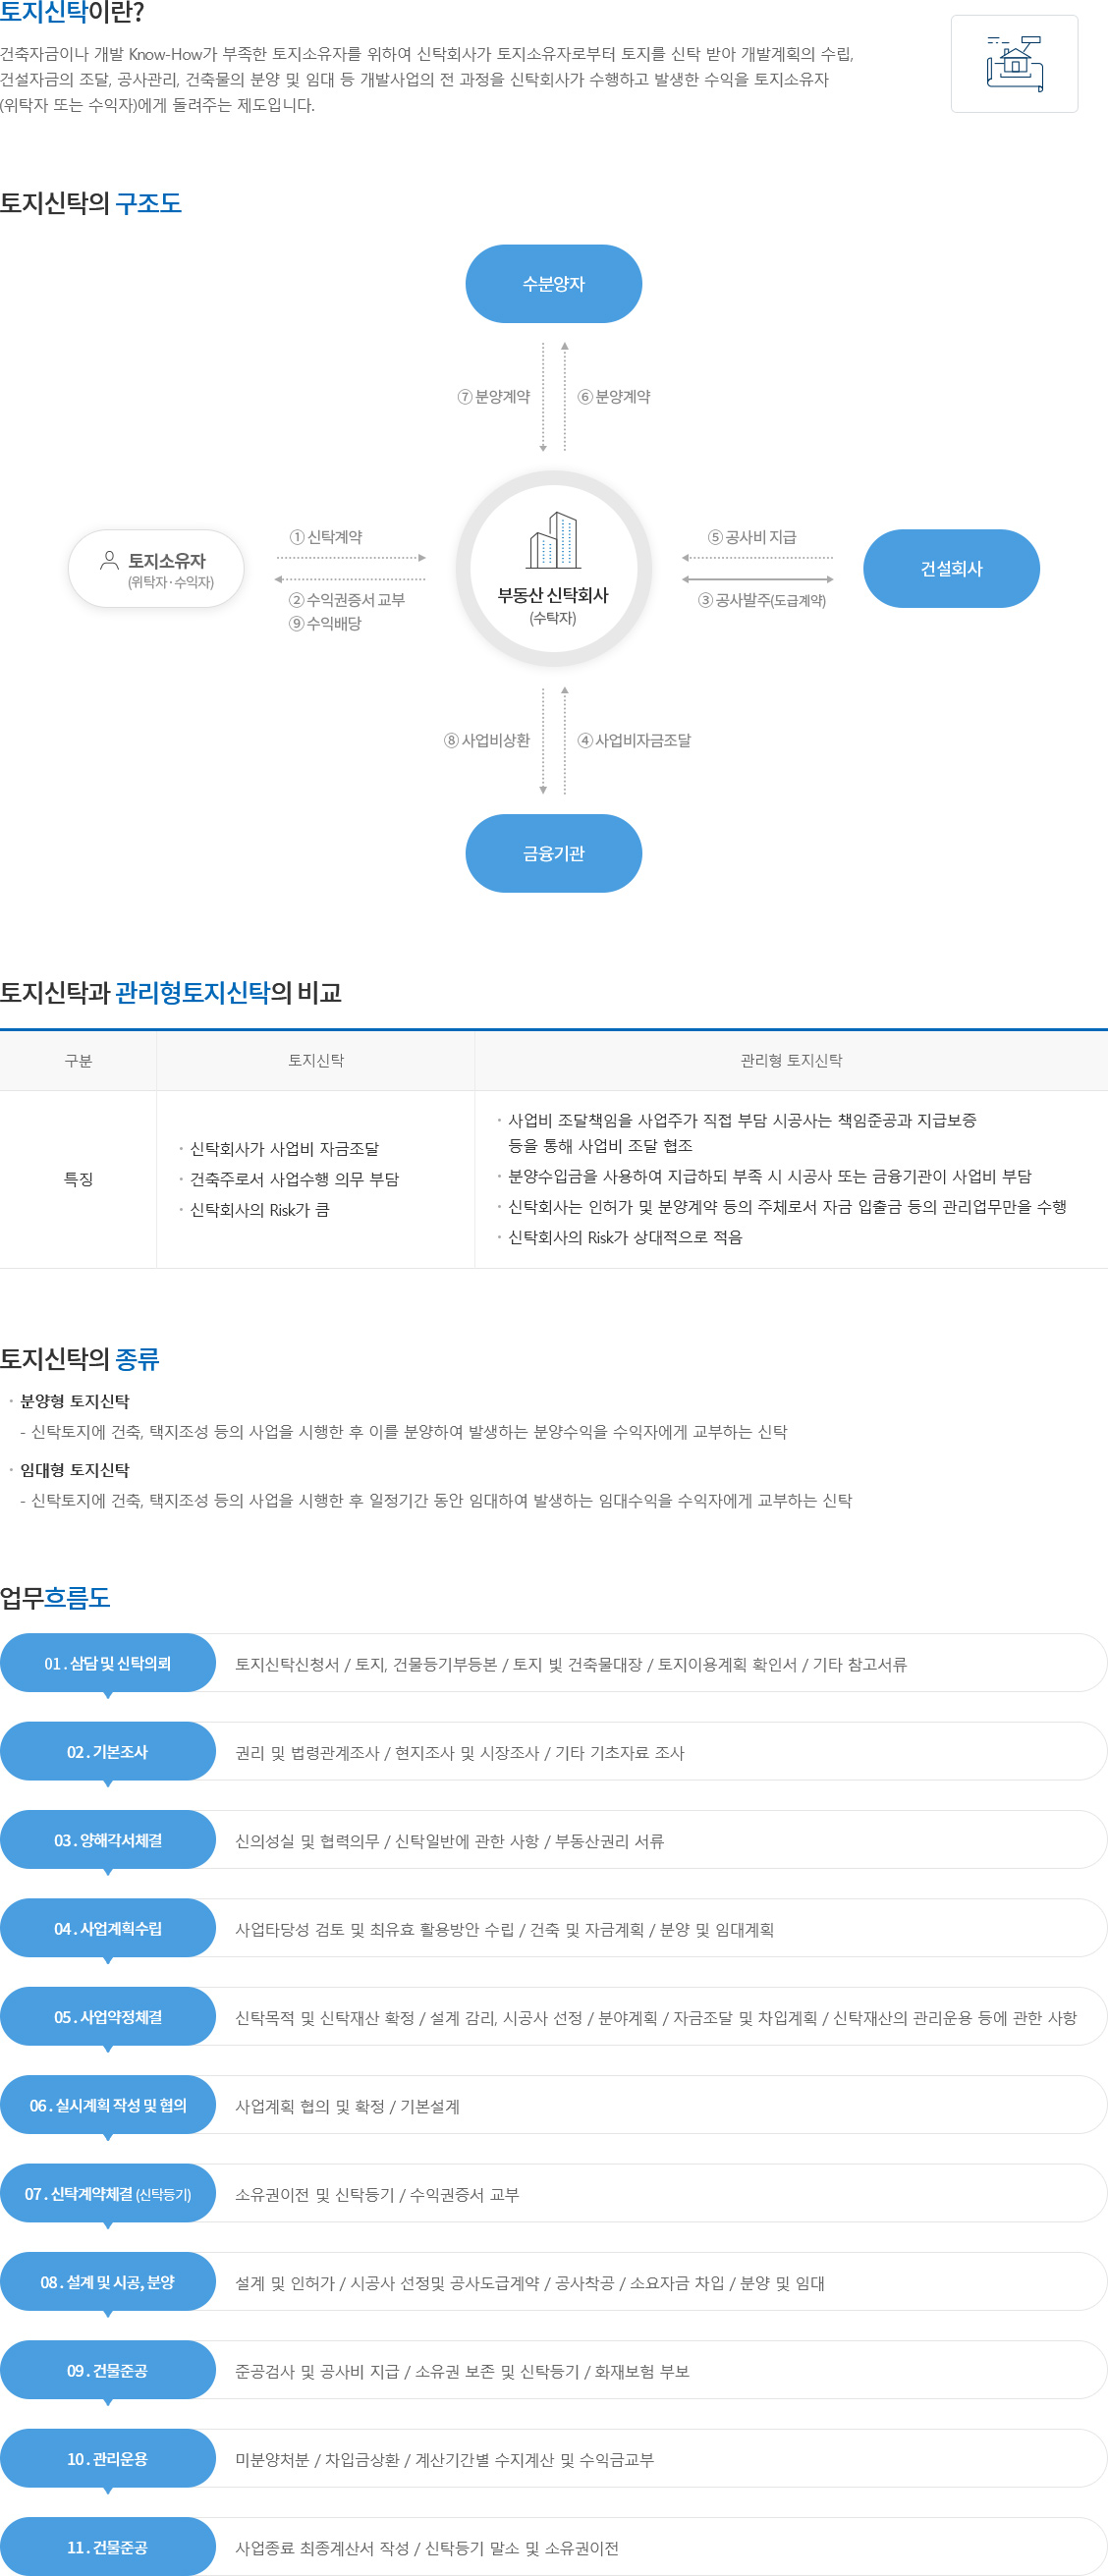 토지신탁이란?
건축자금이나 개발 Know-How가 부족한 토지소유자를 위하여 신탁회사가 토지소유자로부터 토지를 신탁 받아 개발계획의 수립,
건설자금의 조달, 공사관리, 건축물의 분양 및 임대 등 개발사업의 전 과정을 신탁회사가 수행하고 발생한 수익을 토지소유자
(위탁자 또는 수익자)에게 돌려주는 제도입니다.
토지신탁의 구조도
수분양자
⑦ 분양계약
⑥ 분양계약
① 신탁계약
⑤ 공사비 지급
토지소유자
(위탁자·수익자)
부동산 신탁회사
(수탁자)
건설회사
② 수익권증서 교부
⑨ 수익배당
③ 공사발주(도급계약)
⑧ 사업비상환
④ 사업비자금조달
금융기관
토지신탁과 관리형토지신탁의 비교
구분
토지신탁
관리형 토지신탁
특징
· 신탁회사가 사업비 자금조달
· 건축주로서 사업수행 의무 부담
· 신탁회사의 Risk가 큼
· 사업비 조달책임을 사업주가 직접 부담 시공사는 책임준공과 지급보증
등을 통해 사업비 조달 협조
· 분양수입금을 사용하여 지급하되 부족 시 시공사 또는 금융기관이 사업비 부담
· 신탁회사는 인허가 및 분양계약 등의 주체로서 자금 입출금 등의 관리업무만을 수행
· 신탁회사의 Risk가 상대적으로 적음
토지신탁의 종류
· 분양형 토지신탁
- 신탁토지에 건축, 택지조성 등의 사업을 시행한 후 이를 분양하여 발생하는 분양수익을 수익자에게 교부하는 신탁
· 임대형 토지신탁
- 신탁토지에 건축, 택지조성 등의 사업을 시행한 후 일정기간 동안 임대하여 발생하는 임대수익을 수익자에게 교부하는 신탁
업무흐름도
01 . 삼담 및 신탁의뢰
토지신탁신청서 / 토지, 건물등기부등본 / 토지 빛 건축물대장 / 토지이용계획 확인서 / 기타 참고서류
02 . 기본조사
권리 및 법령관계조사 / 현지조사 및 시장조사 / 기타 기초자료 조사
03 . 양해각서체결
신의성실 및 협력의무 / 신탁일반에 관한 사항 / 부동산권리 서류
04 . 사업계획수립
사업타당성 검토 및 최유효 활용방안 수립 / 건축 및 자금계획 / 분양 및 임대계획
05 . 사업약정체결
신탁목적 및 신탁재산 확정 / 설계 감리, 시공사 선정 / 분야계획 / 자금조달 및 차입계획 / 신탁재산의 관리운용 등에 관한 사항
06 . 실시계획 작성 및 협의
사업계획 협의 및 확정 / 기본설계
07 . 신탁계약체결 (신탁등기)
소유권이전 및 신탁등기 / 수익권증서 교부
08 . 설계 및 시공, 분양
설계 및 인허가 / 시공사 선정및 공사도급계약 / 공사착공 / 소요자금 차입 / 분양 및 임대
09 . 건물준공
준공검사 및 공사비 지급 / 소유권 보존 및 신탁등기 / 화재보험 부보
10 . 관리운용
미분양처분 / 차입금상환 / 계산기간별 수지계산 및 수익금교부
11 . 건물준공
사업종료 최종계산서 작성 / 신탁등기 말소 및 소유권이전